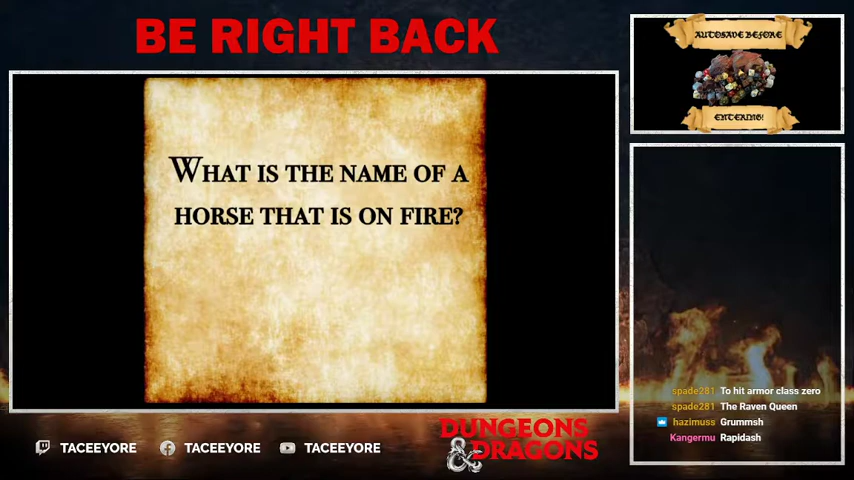 BE RIGHT BACK
AUTOSAVE BEFORE
ENTERING!
WHAT IS THE NAME OF A
HORSE THAT IS ON FIRE?
spade281 To hit armor class zero
spade281 The Raven Queen
hazimuss Grummsh
Kangermu Rapidash
TACEEYORE
TACEEYORE
TACEEYORE
DUNGEONS
& DRAGONS